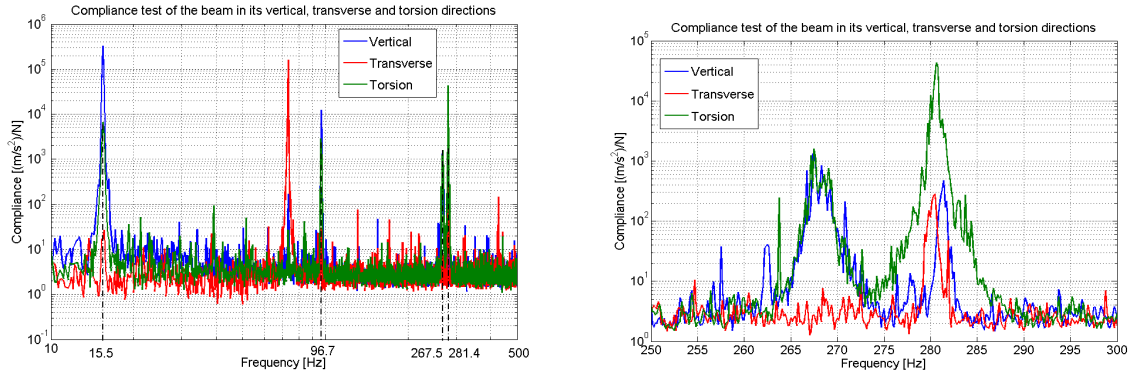 Compliance test of the beam in its vertical, transverse and torsion directions
10^6
10^5
10^4
10^3
10^2
10^1
10^0
10^-1
Compliance [(m/s^2)/N]
Vertical
Transverse
Torsion
10 15.5 96.7 267.5 281.4 500
Frequency [Hz]
Compliance test of the beam in its vertical, transverse and torsion directions
10^5
10^4
10^3
10^2
10^1
10^0
Compliance [(m/s^2)/N]
Vertical
Transverse
Torsion
250 255 260 265 270 275 280 285 290 295 300
Frequency [Hz]